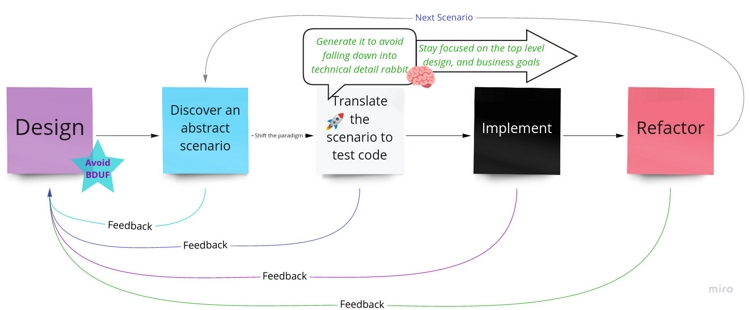 Next Scenario
Generate it to avoid
falling down into
technical detail rabbit
Stay focused on the top level
design, and business goals
Design
Avoid
BDUF
Discover an
abstract
scenario
Shift the paradigm
Translate
the
scenario to
test code
Implement
Refactor
Feedback
Feedback
Feedback
Feedback
miro